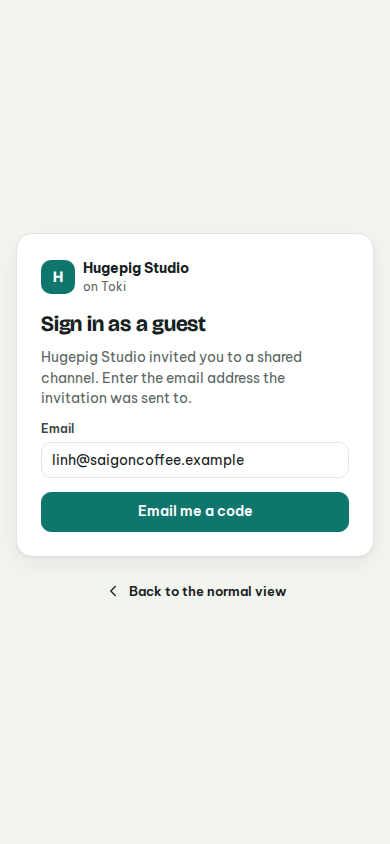 H
Hugepig Studio
on Toki
Sign in as a guest
Hugepig Studio invited you to a shared
channel. Enter the email address the
invitation was sent to.
Email
linh@saigoncoffee.example
Email me a code
Back to the normal view